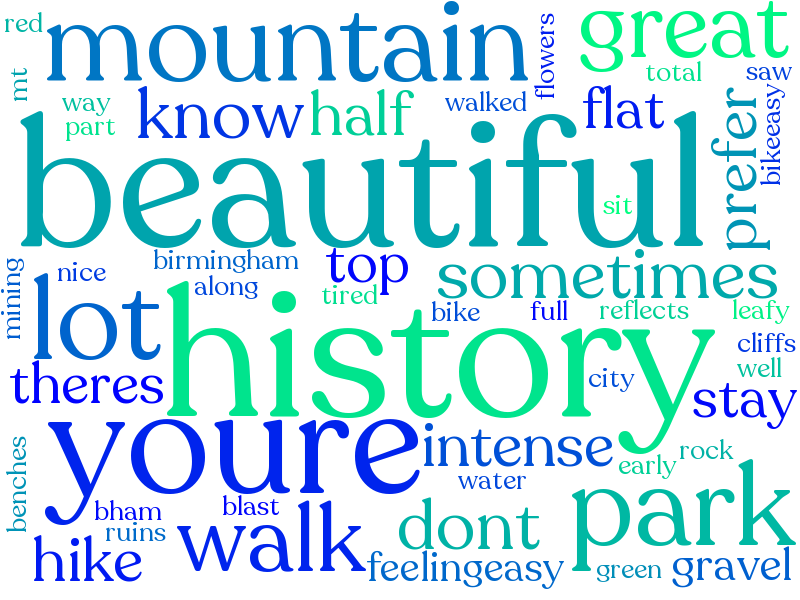 red
mountain
great
flowers
total
saw
mt
way
part
know
half
walked
flat
prefer
bikeeasy
beautiful
sit
mining
nice
birmingham
along
top
sometimes
lot
tired
bike
full
reflects
leafy
history
cliffs
well
theres
city
stay
youre
intense
early
rock
benches
water
park
bham
blast
ruins
walk
dont
hike
feelingeasy
green
gravel